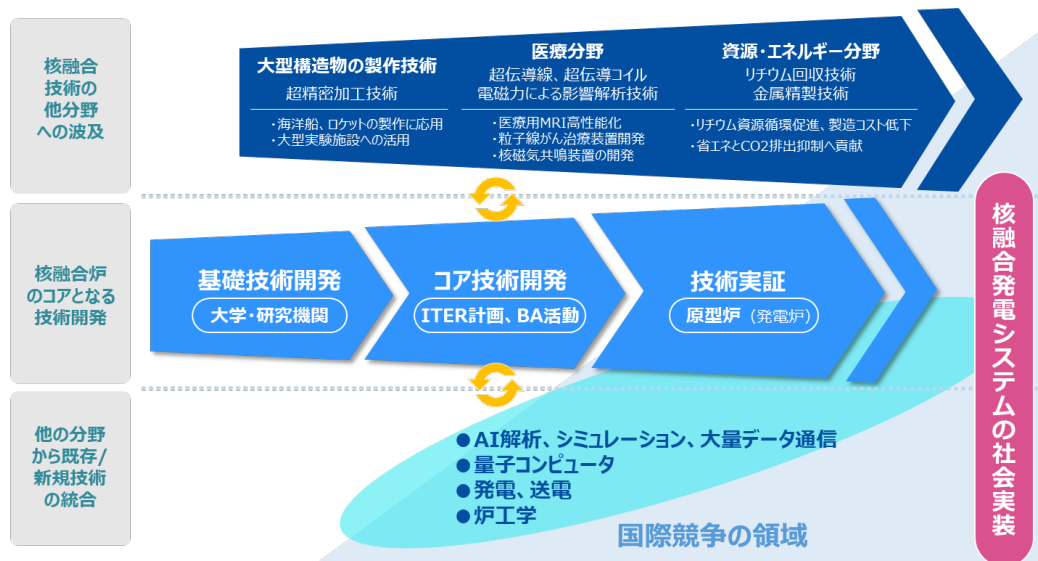 核融合
技術の
他分野
への波及
大型構造物の製作技術
超精密加工技術
・海洋船、ロケットの製作に応用
・大型実験施設への活用
医療分野
超伝導線、超伝導コイル
電磁力による影響解析技術
・医療用MRI高性能化
・粒子線がん治療装置開発
・核磁気共鳴装置の開発
資源・エネルギー分野
リチウム回収技術
金属精製技術
・リチウム資源循環促進、製造コスト低下
・省エネとCO2排出抑制へ貢献
核融合炉
のコアとなる
技術開発
基礎技術開発
大学・研究機関
コア技術開発
ITER計画、BA活動
技術実証
原型炉（発電炉）
他の分野
から既存/
新規技術
の統合
●AI解析、シミュレーション、大量データ通信
●量子コンピュータ
●発電、送電
●炉工学
国際競争の領域
核融合発電システムの社会実装